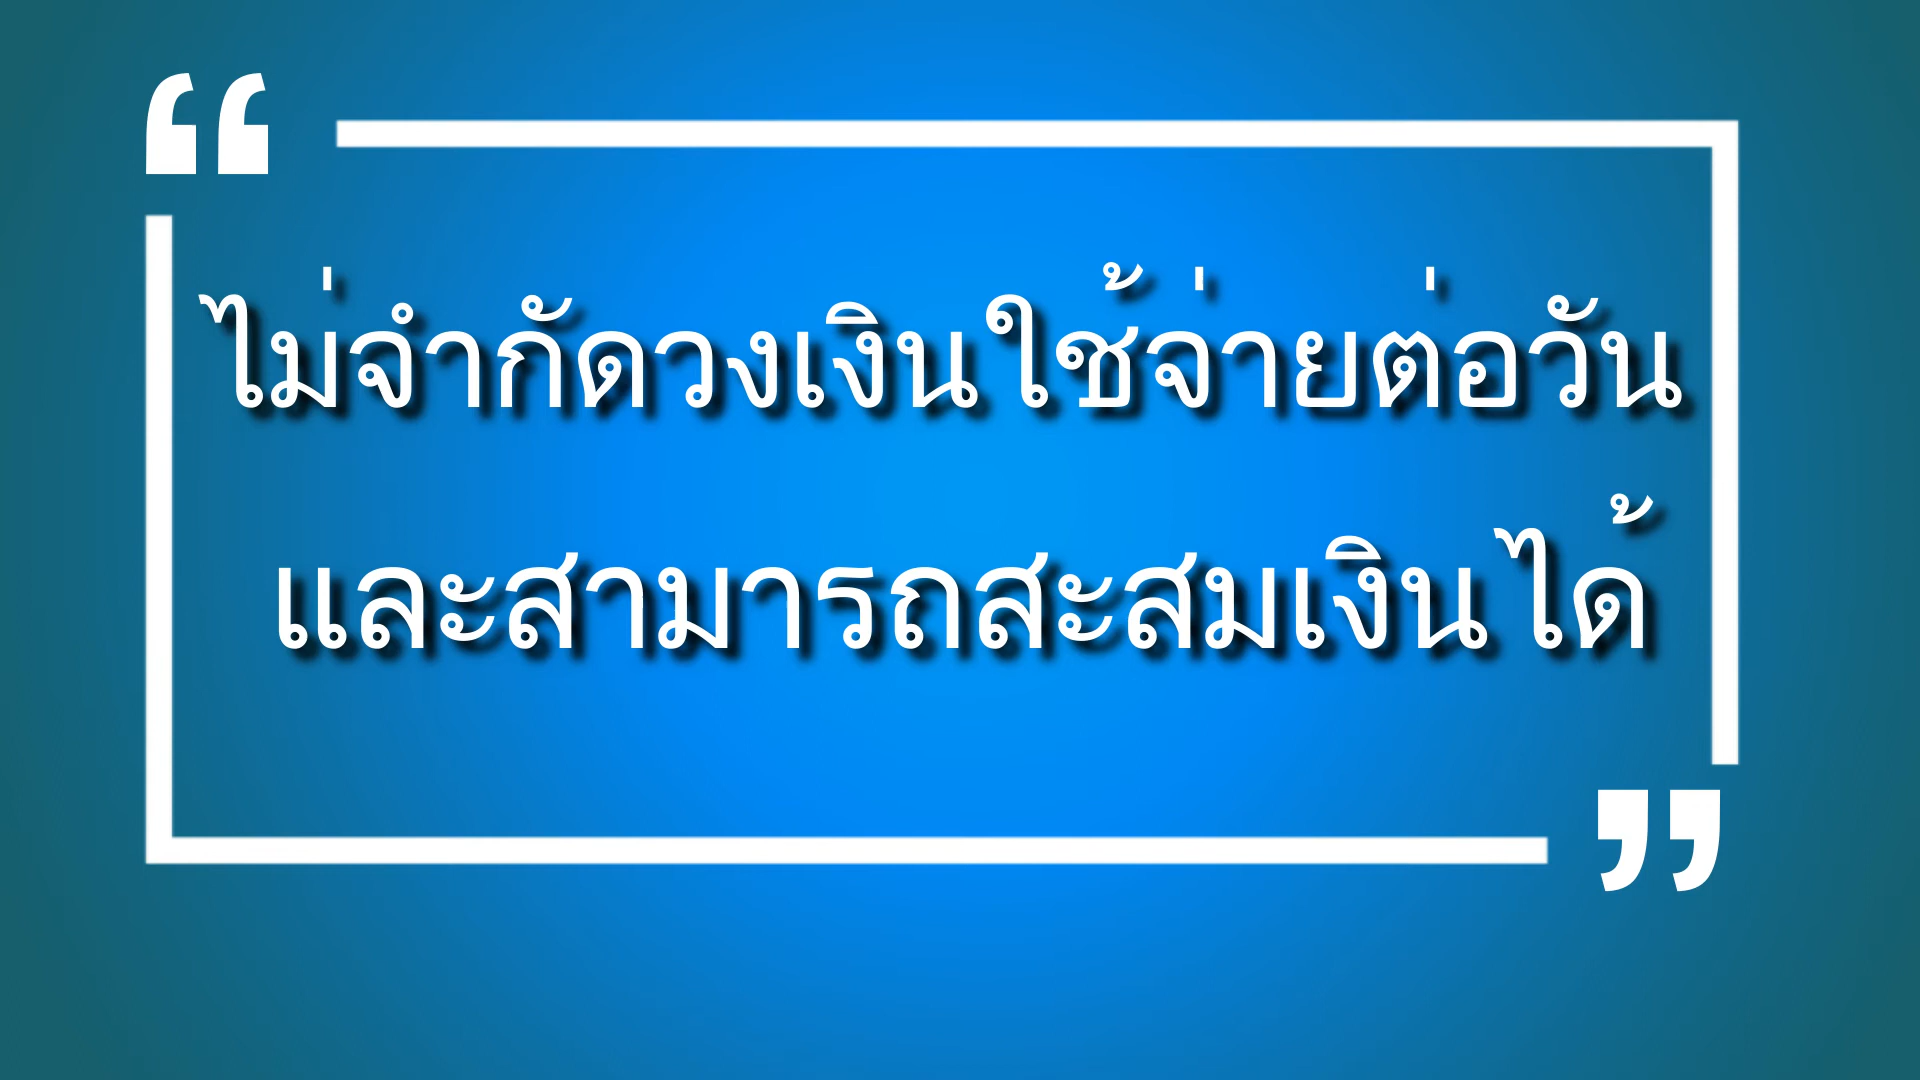 “
ไม่จำกัดวงเงินใช้จ่ายต่อวัน
และสามารถสะสมเงินได้
”